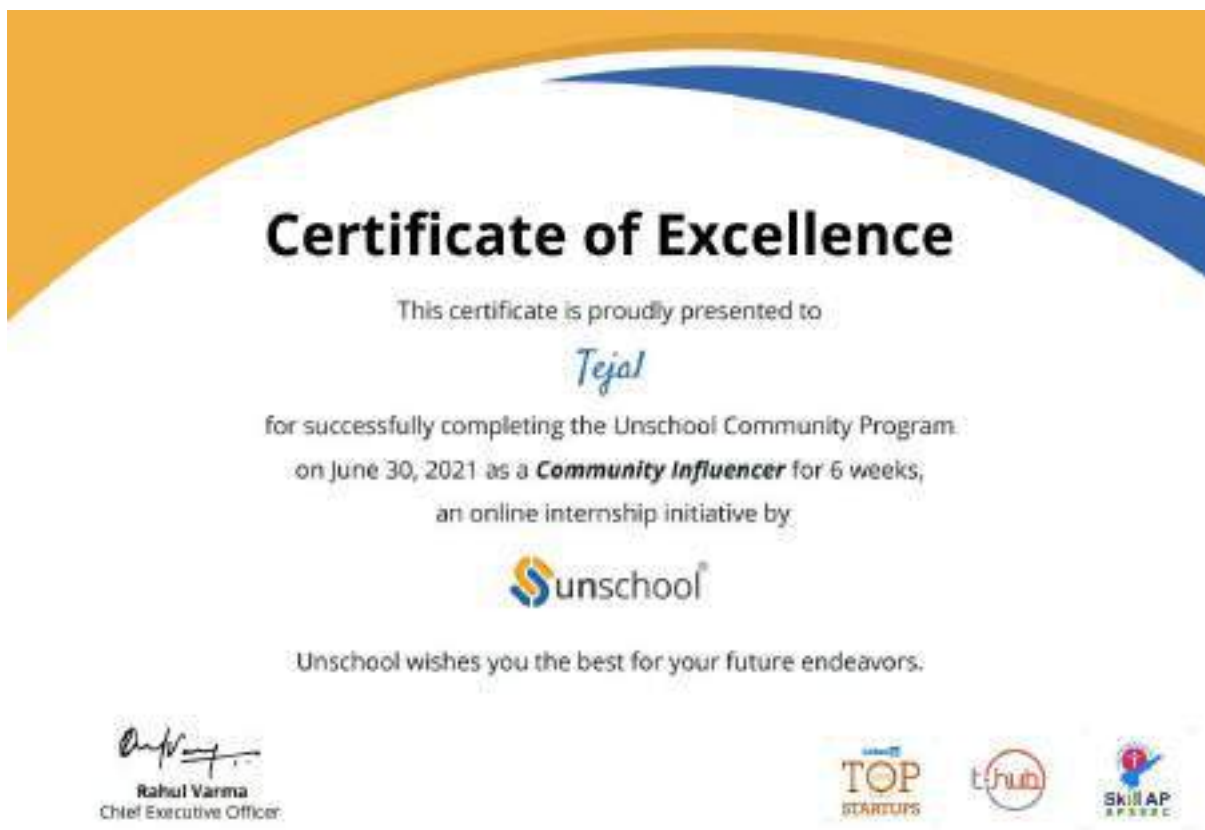 Certificate of Excellence
This certificate is proudly presented to
Tejal
for successfully completing the Unschool Community Program
on June 30, 2021 as a Community Influencer for 6 weeks,
an online internship initiative by
unschool®
Unschool wishes you the best for your future endeavors.
Rahul Varma
Chief Executive Officer
LinkedIn
TOP
STARTUPS
t-hub
Skill AP
APSSDC